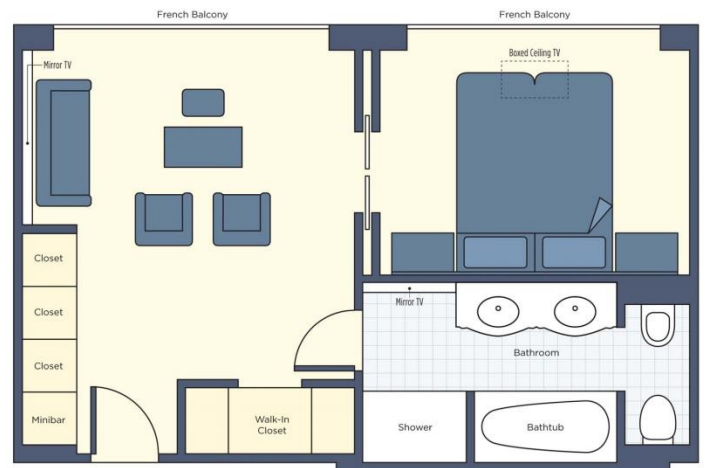 French Balcony
French Balcony
Mirror TV
Boxed Ceiling TV
Closet
Closet
Closet
Minibar
Mirror TV
Bathroom
Walk-In
Closet
Shower
Bathtub